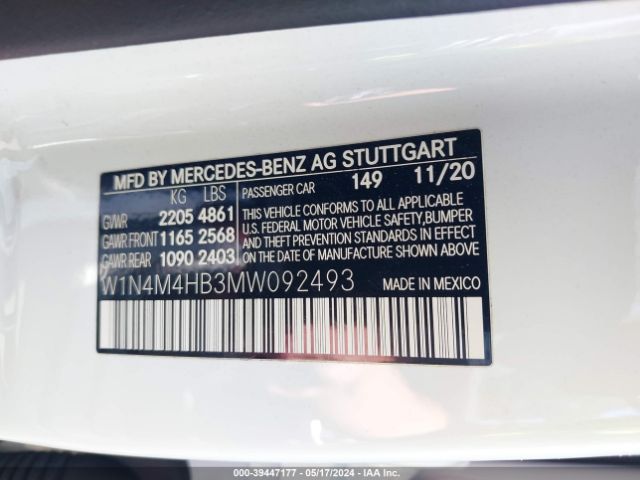 MFD BY MERCEDES-BENZ AG STUTTGART
KG LBS PASSENGER CAR 149 11/20
GVWR 2205 4861
GAWR FRONT 1165 2568
GAWR REAR 1090 2403
THIS VEHICLE CONFORMS TO ALL APPLICABLE
U.S. FEDERAL MOTOR VEHICLE SAFETY,BUMPER
AND THEFT PREVENTION STANDARDS IN EFFECT
ON THE DATE OF MANUFACTURE SHOWN ABOVE.
W1N4M4HB3MW092493
MADE IN MEXICO
000-39447177 - 05/17/2024 - IAA Inc.